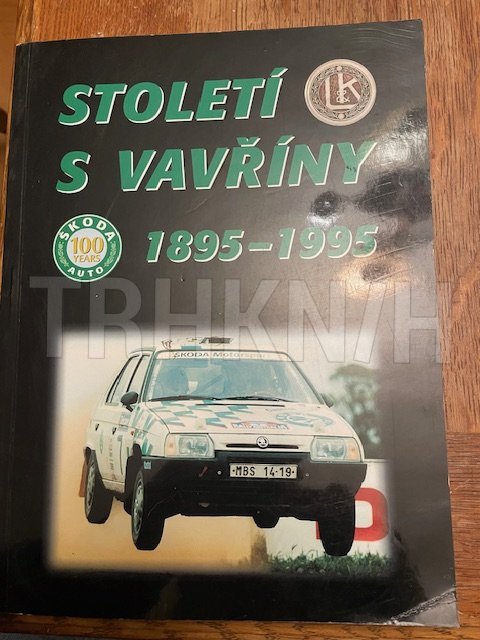 STOLETÍ
L&K
S VAVŘÍNY
ŠKODA
100
YEARS
AUTO
1895-1995
TRHKNIH
ŠKODA Motorsport
MBS 14-19